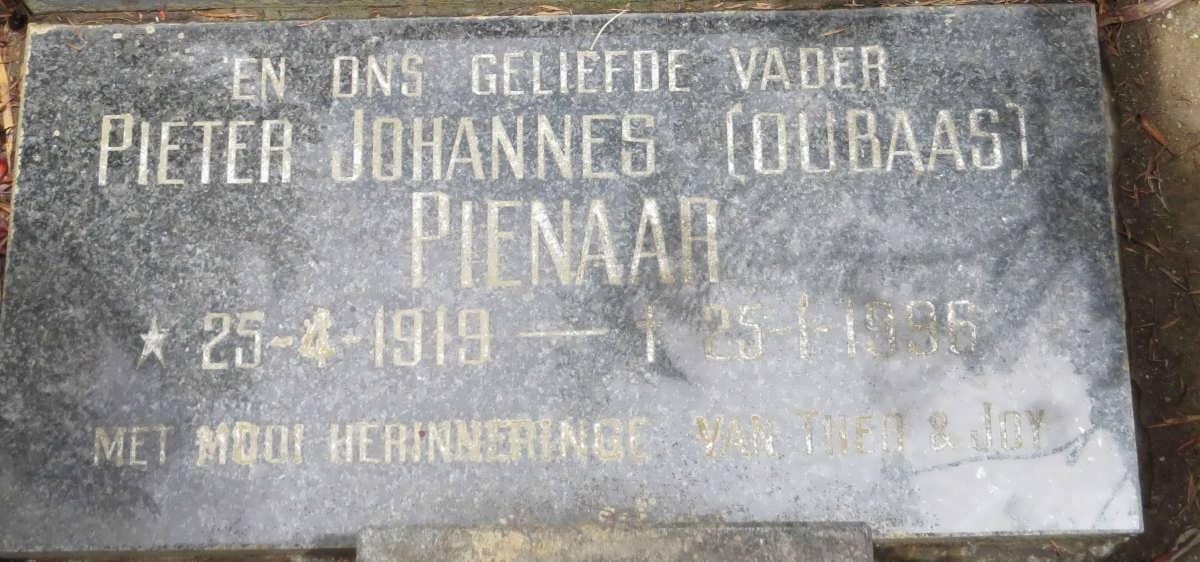 'EN ONS GELIEFDE VADER
PIETER JOHANNES (OUBAAS)
PIENAAR
* 25-4-1919 — † 25-1-1996
MET MOOI HERINNERINGE VAN THEO & JOY